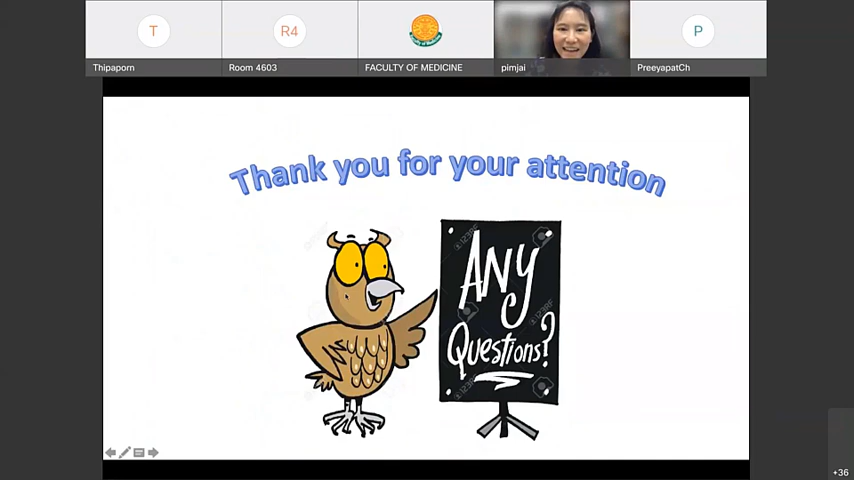 T
R4
P
Thipaporn
Room 4603
FACULTY OF MEDICINE
pimjai
PreeyapatCh
Thank you for your attention
ANY
Questions?
+36